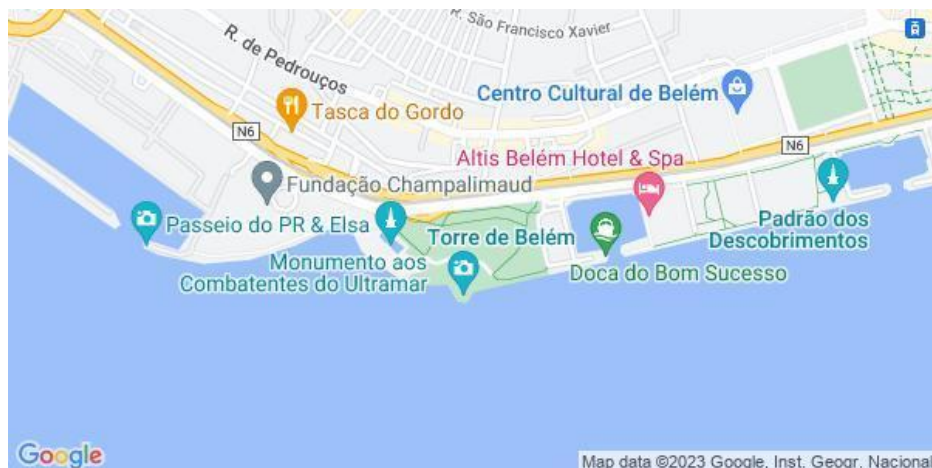 R. São Francisco Xavier
R. de Pedrouços
Centro Cultural de Belém
Tasca do Gordo
N6
N6
Altis Belém Hotel & Spa
Fundação Champalimaud
Passeio do PR & Elsa
Torre de Belém
Padrão dos
Descobrimentos
Monumento aos
Combatentes do Ultramar
Doca do Bom Sucesso
Google
Map data ©2023 Google, Inst. Geogr. Nacional